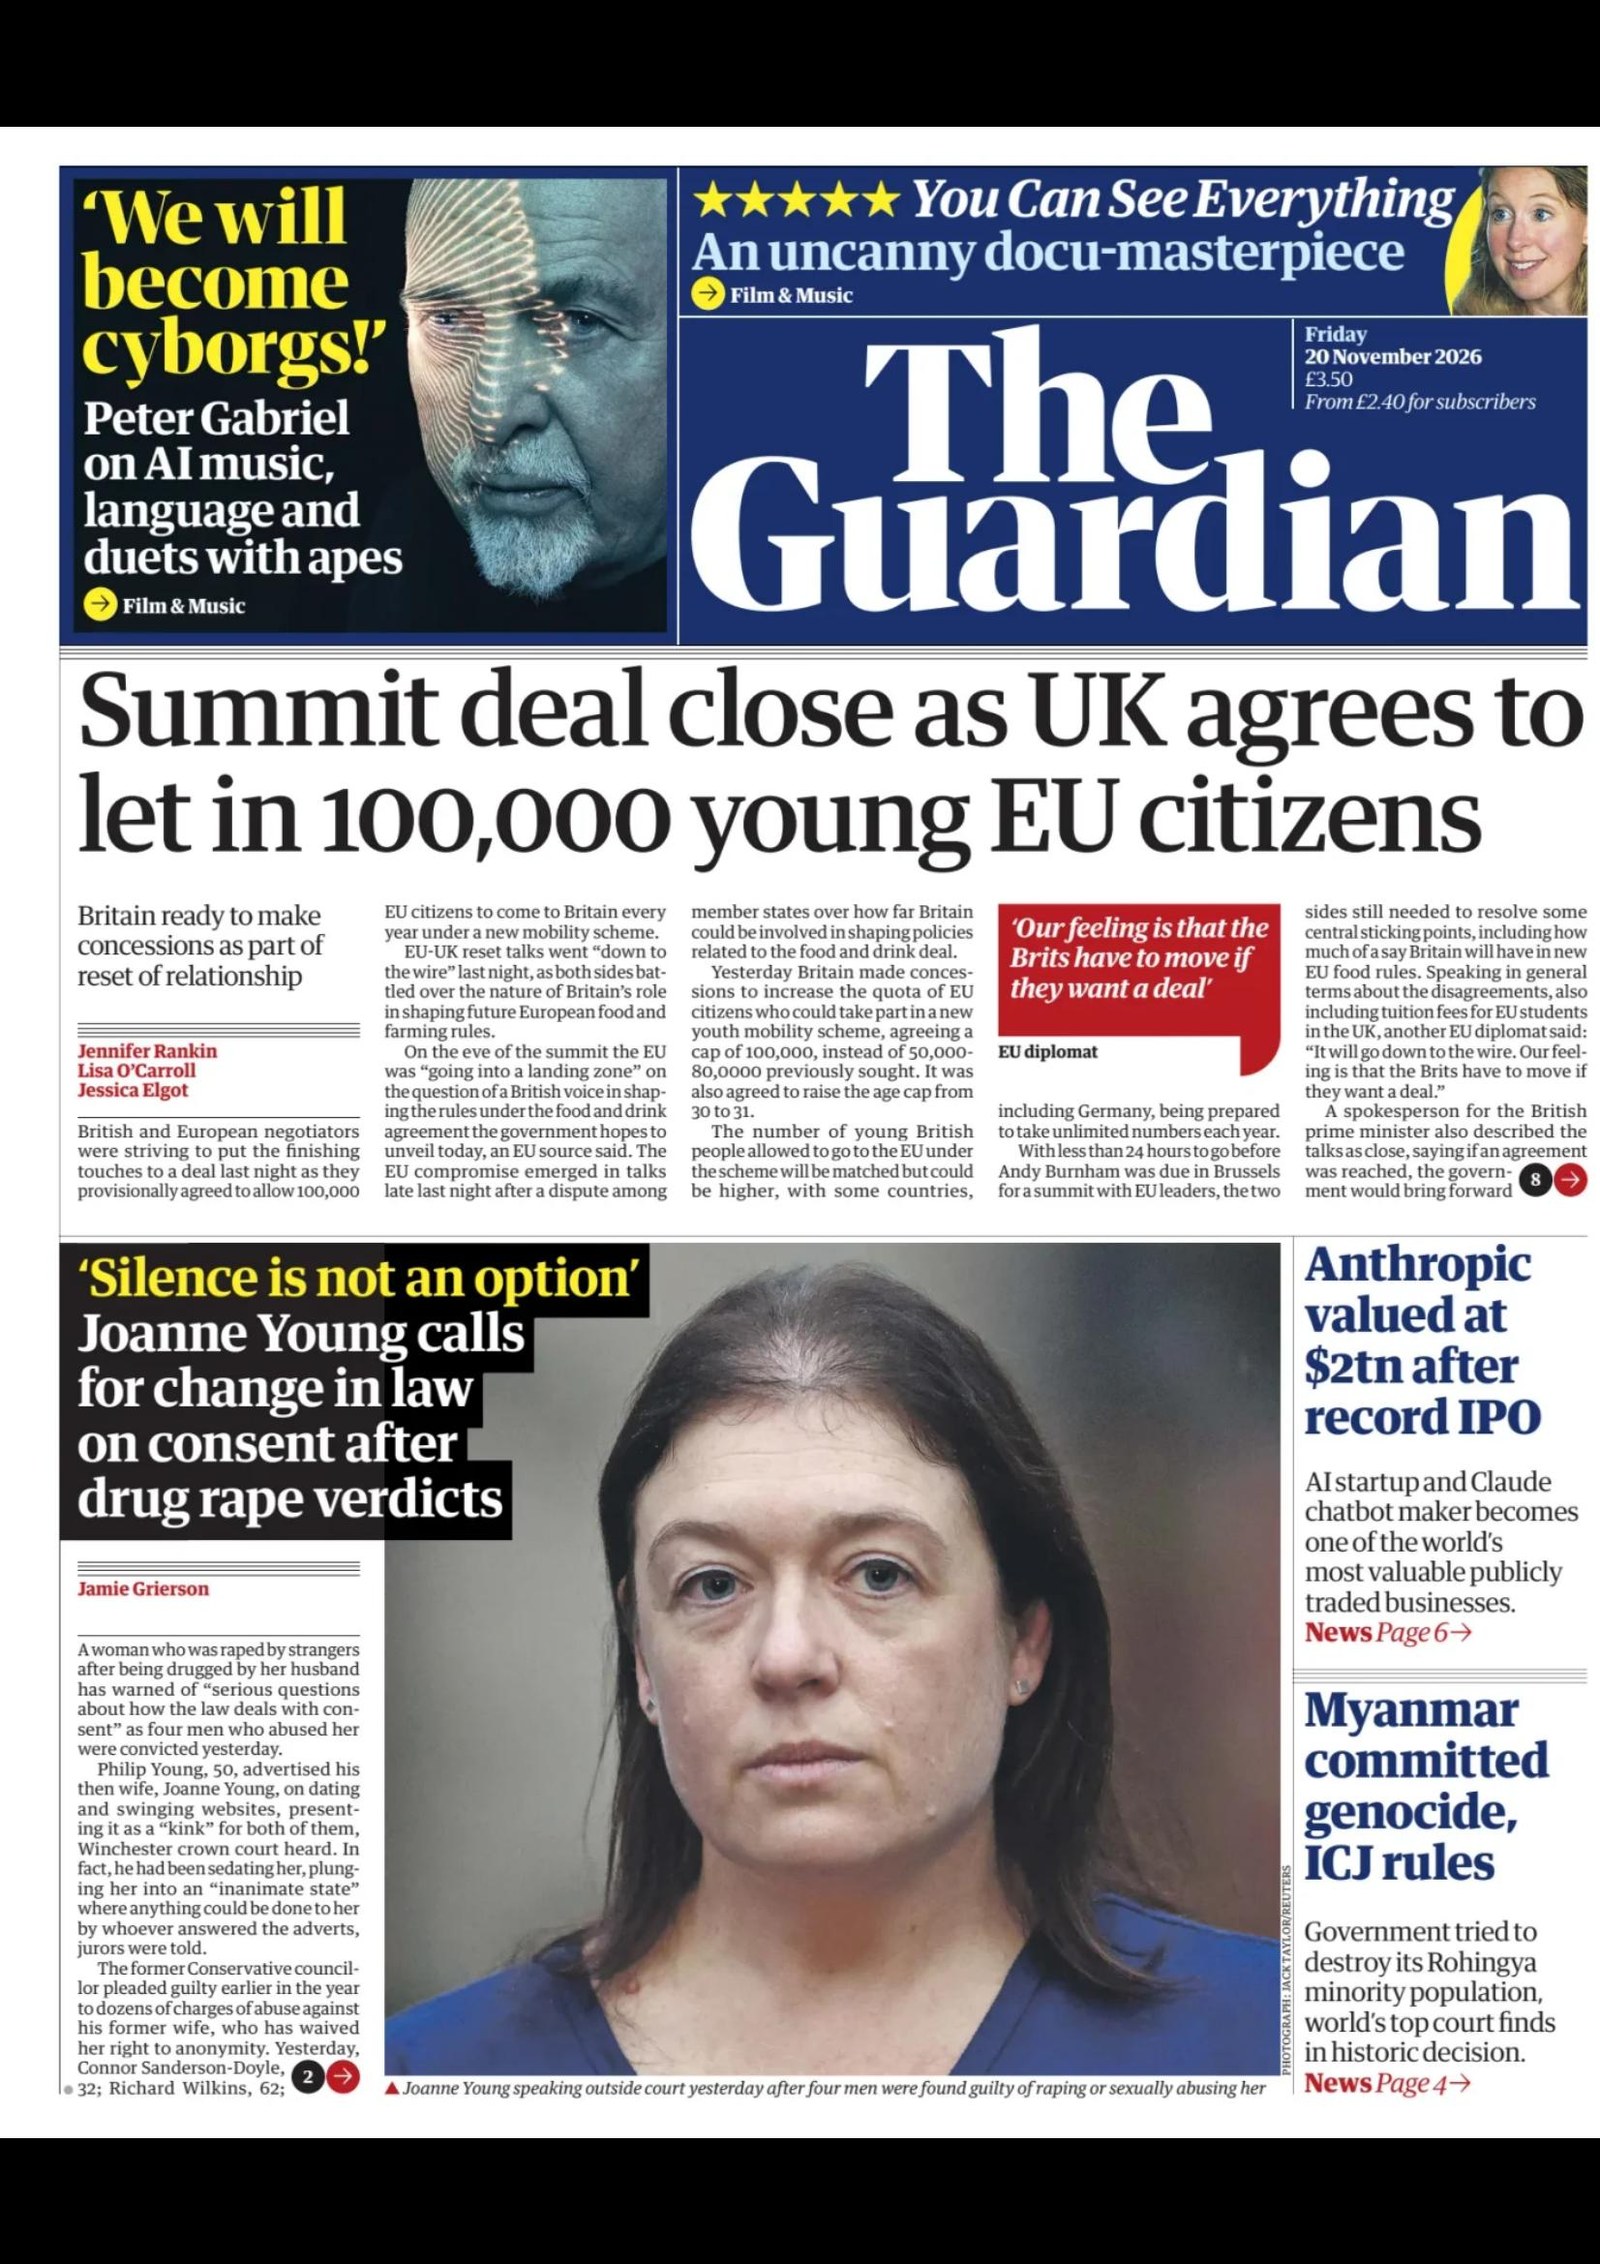 ‘We will
become
cyborgs!’
Peter Gabriel
on AI music,
language and
duets with apes
Film & Music
★★★★★ You Can See Everything
An uncanny docu-masterpiece
Film & Music
Friday
20 November 2026
£3.50
From £2.40 for subscribers
The
Guardian
Summit deal close as UK agrees to
let in 100,000 young EU citizens
Britain ready to make
concessions as part of
reset of relationship
Jennifer Rankin
Lisa O’Carroll
Jessica Elgot
British and European negotiators
were striving to put the finishing
touches to a deal last night as they
provisionally agreed to allow 100,000
EU citizens to come to Britain every
year under a new mobility scheme.
EU-UK reset talks went “down to
the wire” last night, as both sides bat-
tled over the nature of Britain’s role
in shaping future European food and
farming rules.
On the eve of the summit the EU
was “going into a landing zone” on
the question of a British voice in shap-
ing the rules under the food and drink
agreement the government hopes to
unveil today, an EU source said. The
EU compromise emerged in talks
late last night after a dispute among
member states over how far Britain
could be involved in shaping policies
related to the food and drink deal.
Yesterday Britain made conces-
sions to increase the quota of EU
citizens who could take part in a new
youth mobility scheme, agreeing a
cap of 100,000, instead of 50,000-
80,0000 previously sought. It was
also agreed to raise the age cap from
30 to 31.
The number of young British
people allowed to go to the EU under
the scheme will be matched but could
be higher, with some countries,
‘Our feeling is that the
Brits have to move if
they want a deal’
EU diplomat
including Germany, being prepared
to take unlimited numbers each year.
With less than 24 hours to go before
Andy Burnham was due in Brussels
for a summit with EU leaders, the two
sides still needed to resolve some
central sticking points, including how
much of a say Britain will have in new
EU food rules. Speaking in general
terms about the disagreements, also
including tuition fees for EU students
in the UK, another EU diplomat said:
“It will go down to the wire. Our feel-
ing is that the Brits have to move if
they want a deal.”
A spokesperson for the British
prime minister also described the
talks as close, saying if an agreement
was reached, the govern-
ment would bring forward
8
‘Silence is not an option’
Joanne Young calls
for change in law
on consent after
drug rape verdicts
Jamie Grierson
A woman who was raped by strangers
after being drugged by her husband
has warned of “serious questions
about how the law deals with con-
sent” as four men who abused her
were convicted yesterday.
Philip Young, 50, advertised his
then wife, Joanne Young, on dating
and swinging websites, present-
ing it as a “kink” for both of them,
Winchester crown court heard. In
fact, he had been sedating her, plung-
ing her into an “inanimate state”
where anything could be done to her
by whoever answered the adverts,
jurors were told.
The former Conservative council-
lor pleaded guilty earlier in the year
to dozens of charges of abuse against
his former wife, who has waived
her right to anonymity. Yesterday,
Connor Sanderson-Doyle,
32; Richard Wilkins, 62;
2
▲ Joanne Young speaking outside court yesterday after four men were found guilty of raping or sexually abusing her
PHOTOGRAPH: JACK TAYLOR/REUTERS
Anthropic
valued at
$2tn after
record IPO
AI startup and Claude
chatbot maker becomes
one of the world’s
most valuable publicly
traded businesses.
News Page 6→
Myanmar
committed
genocide,
ICJ rules
Government tried to
destroy its Rohingya
minority population,
world’s top court finds
in historic decision.
News Page 4→